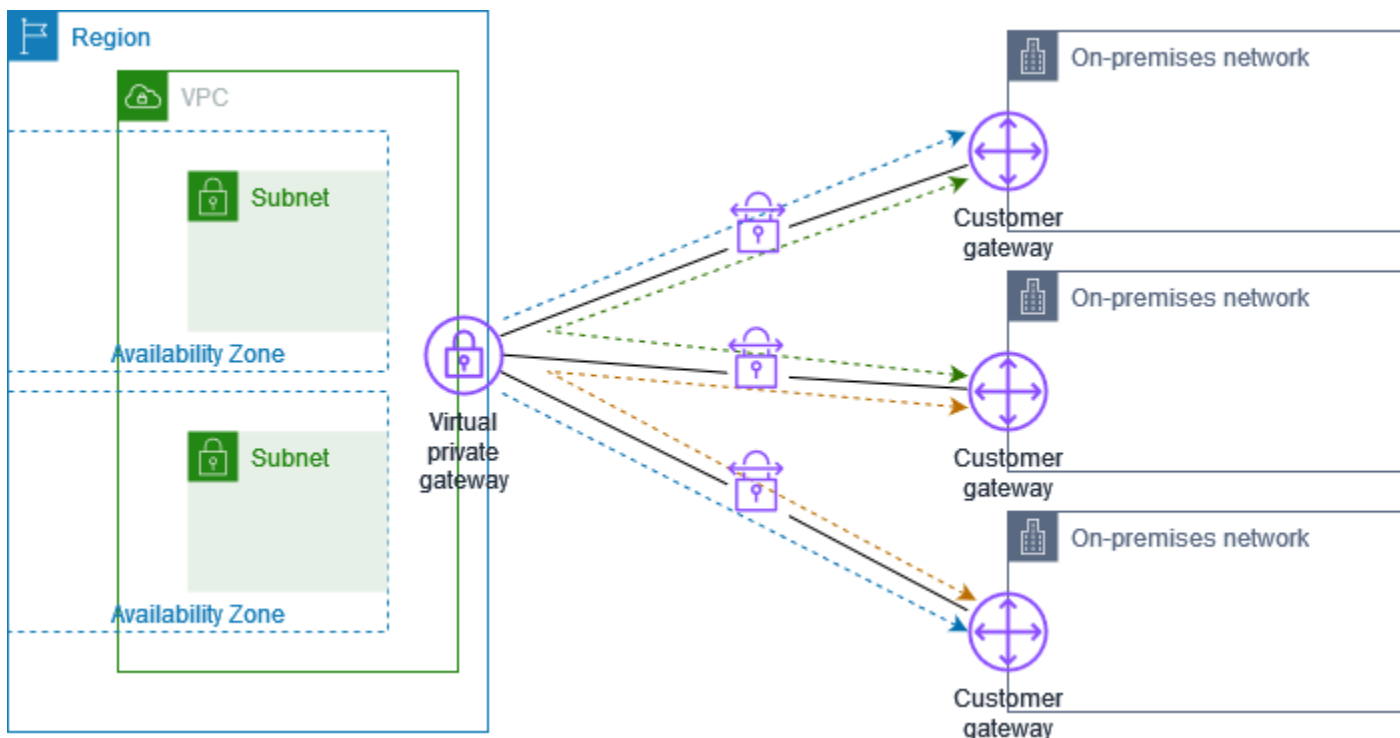 Region
VPC
Subnet
Availability Zone
Subnet
Availability Zone
Virtual
private
gateway
On-premises network
Customer
gateway
On-premises network
Customer
gateway
On-premises network
Customer
gateway